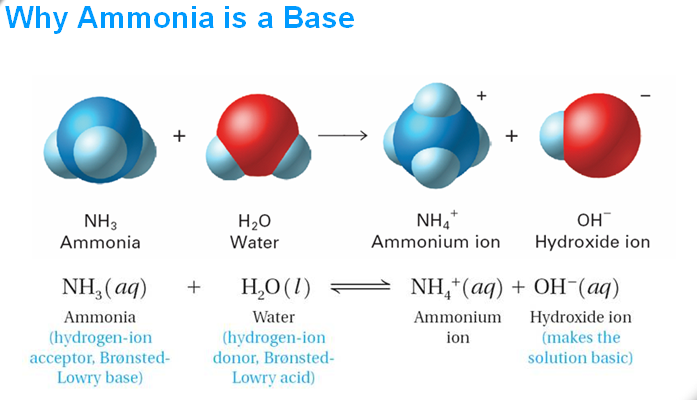 Why Ammonia is a Base
+ + + −
NH₃ H₂O NH₄⁺ OH⁻
Ammonia Water Ammonium ion Hydroxide ion
NH₃(aq) + H₂O(l) ⇌ NH₄⁺(aq) + OH⁻(aq)
Ammonia Water Ammonium Hydroxide ion
(hydrogen-ion (hydrogen-ion ion (makes the
acceptor, Brønsted- donor, Brønsted- solution basic)
Lowry base) Lowry acid)